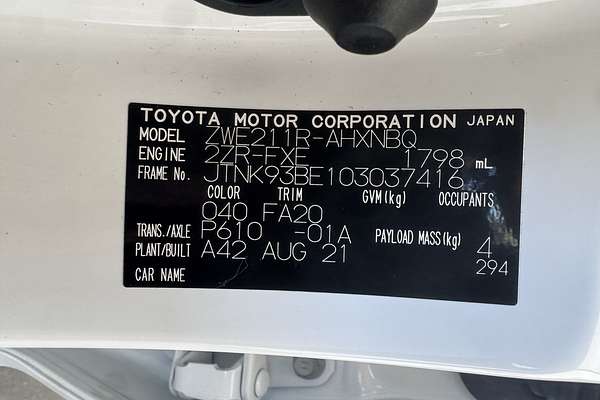 TOYOTA MOTOR CORPORATION JAPAN
MODEL ZWE211R-AHXNBQ
ENGINE 2ZR-FXE 1798 mL
FRAME No. JTNK93BE103037416
COLOR TRIM GVM(kg) OCCUPANTS
040 FA20
TRANS./AXLE P610 -01A PAYLOAD MASS(kg) 4
PLANT/BUILT A42 AUG 21 294
CAR NAME